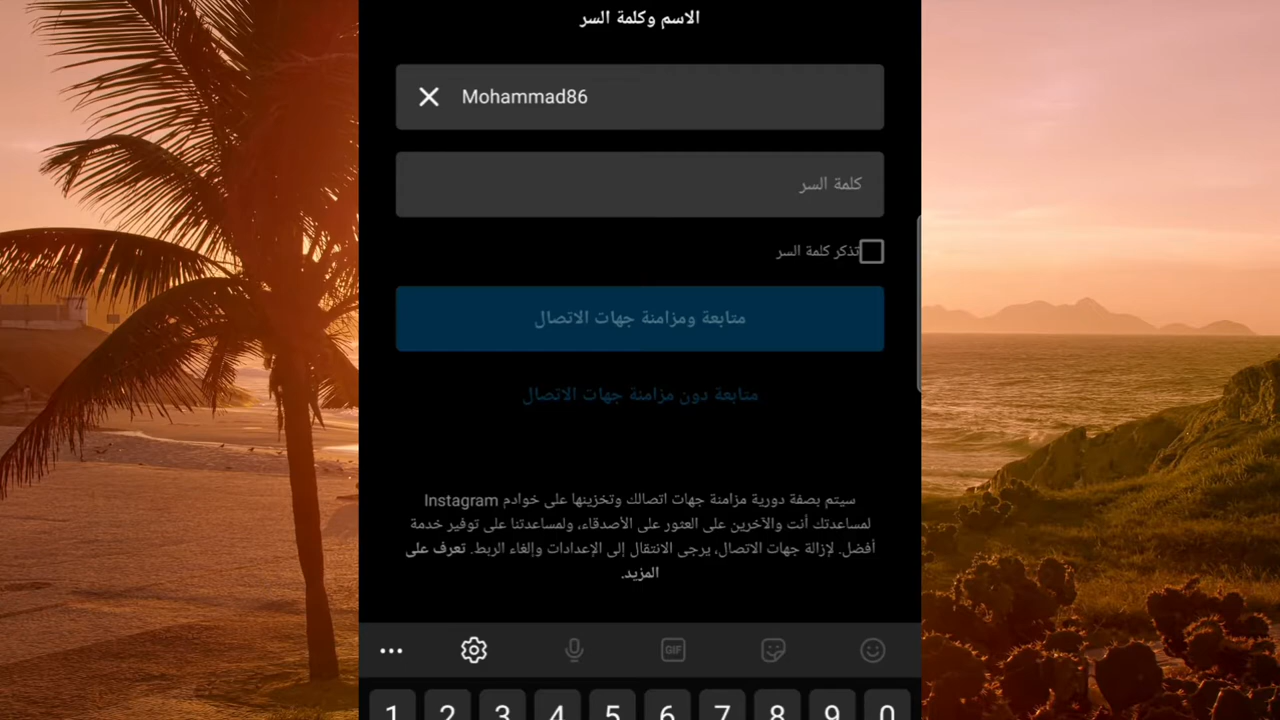 الاسم وكلمة السر
Mohammad86
كلمة السر
تذكر كلمة السر
متابعة ومزامنة جهات الاتصال
متابعة دون مزامنة جهات الاتصال
سيتم بصفة دورية مزامنة جهات اتصالك وتخزينها على خوادم Instagram
لمساعدتك أنت والآخرين على العثور على الأصدقاء، ولمساعدتنا على توفير خدمة
أفضل. لإزالة جهات الاتصال، يرجى الانتقال إلى الإعدادات وإلغاء الربط. تعرف على
المزيد.
GIF
1 2 3 4 5 6 7 8 9 0